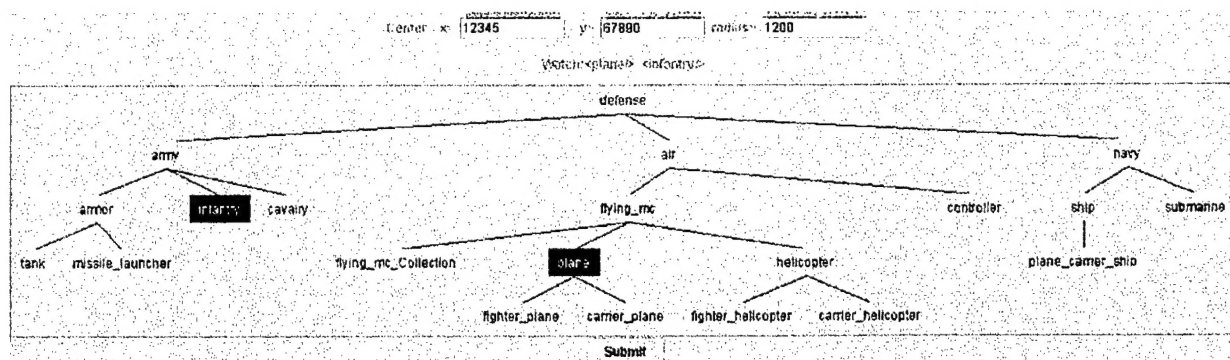 Center - x: 12345 y: 67890 radius: 1200
Watch:<plane> <infantry>
defense
army air navy
armor infantry cavalry flying_mc controller ship submarine
tank missile_launcher flying_mc_Collection plane helicopter plane_carrier_ship
fighter_plane carrier_plane fighter_helicopter carrier_helicopter
Submit